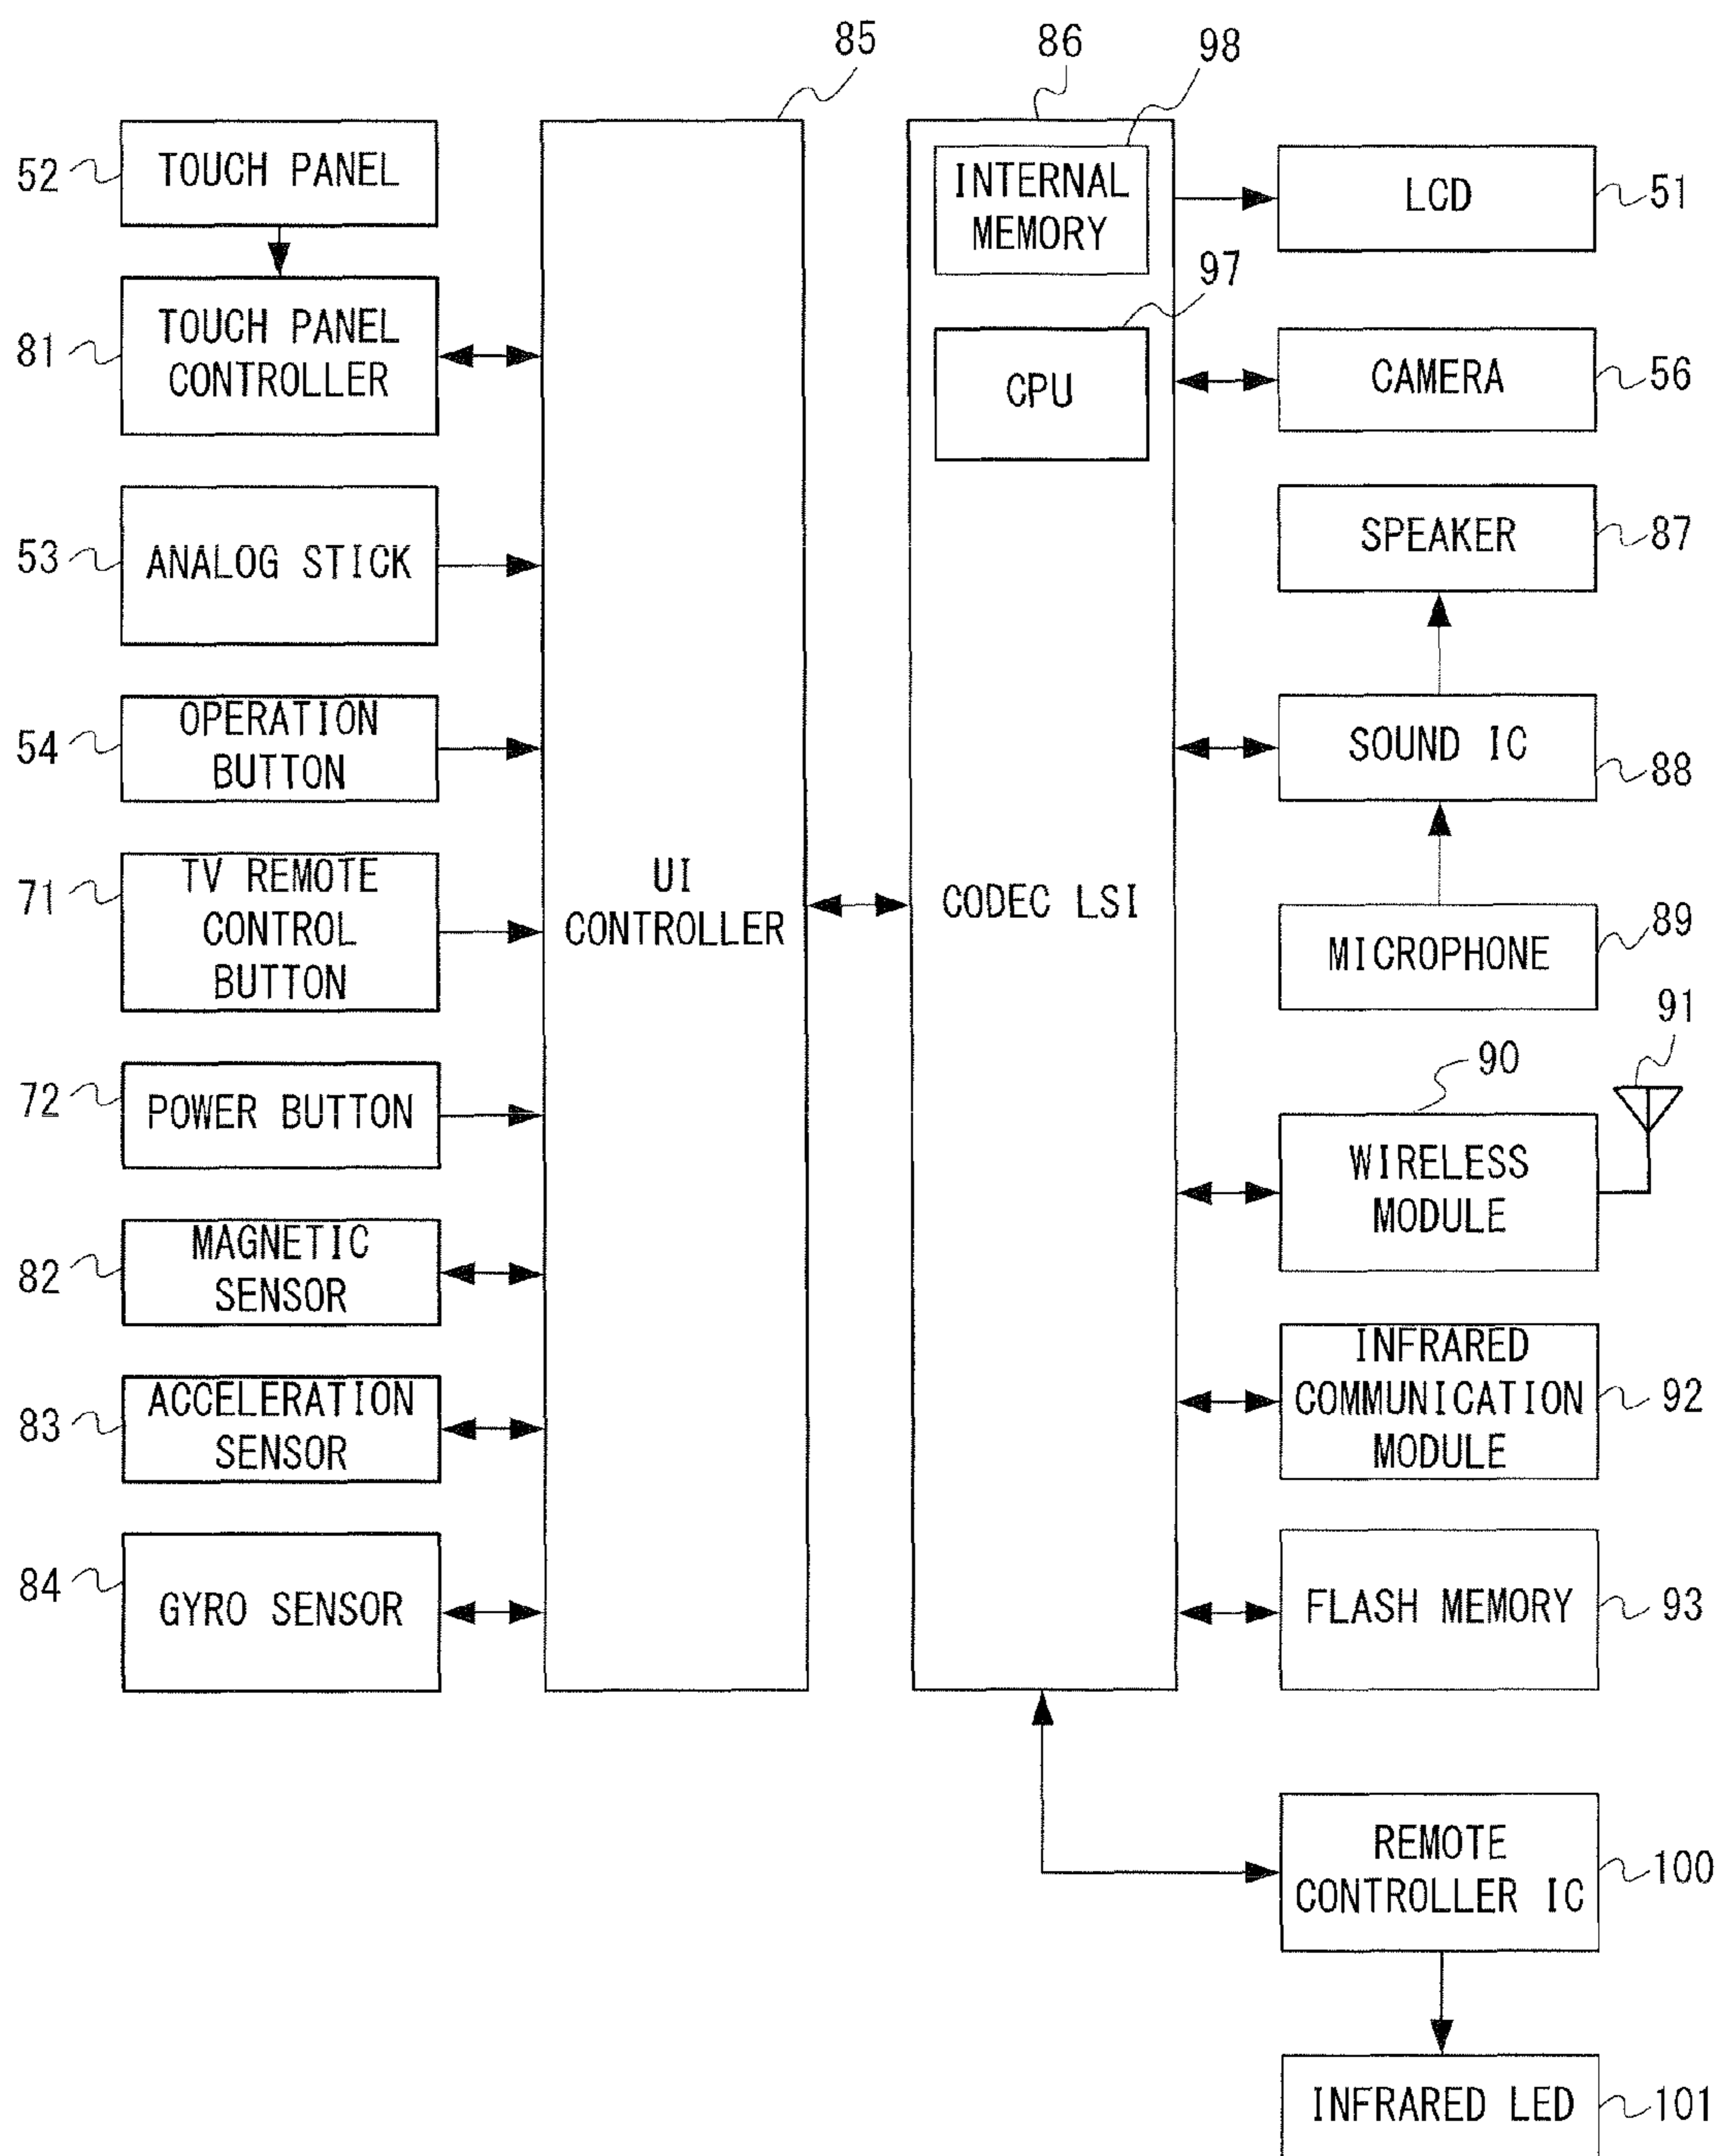 85
86
98
52
TOUCH PANEL
INTERNAL
MEMORY
LCD
51
81
TOUCH PANEL
CONTROLLER
97
CPU
CAMERA
56
53
ANALOG STICK
SPEAKER
87
54
OPERATION
BUTTON
SOUND IC
88
71
TV REMOTE
CONTROL
BUTTON
UI
CONTROLLER
CODEC LSI
MICROPHONE
89
91
90
72
POWER BUTTON
WIRELESS
MODULE
82
MAGNETIC
SENSOR
83
ACCELERATION
SENSOR
INFRARED
COMMUNICATION
MODULE
92
84
GYRO SENSOR
FLASH MEMORY
93
REMOTE
CONTROLLER IC
100
INFRARED LED
101